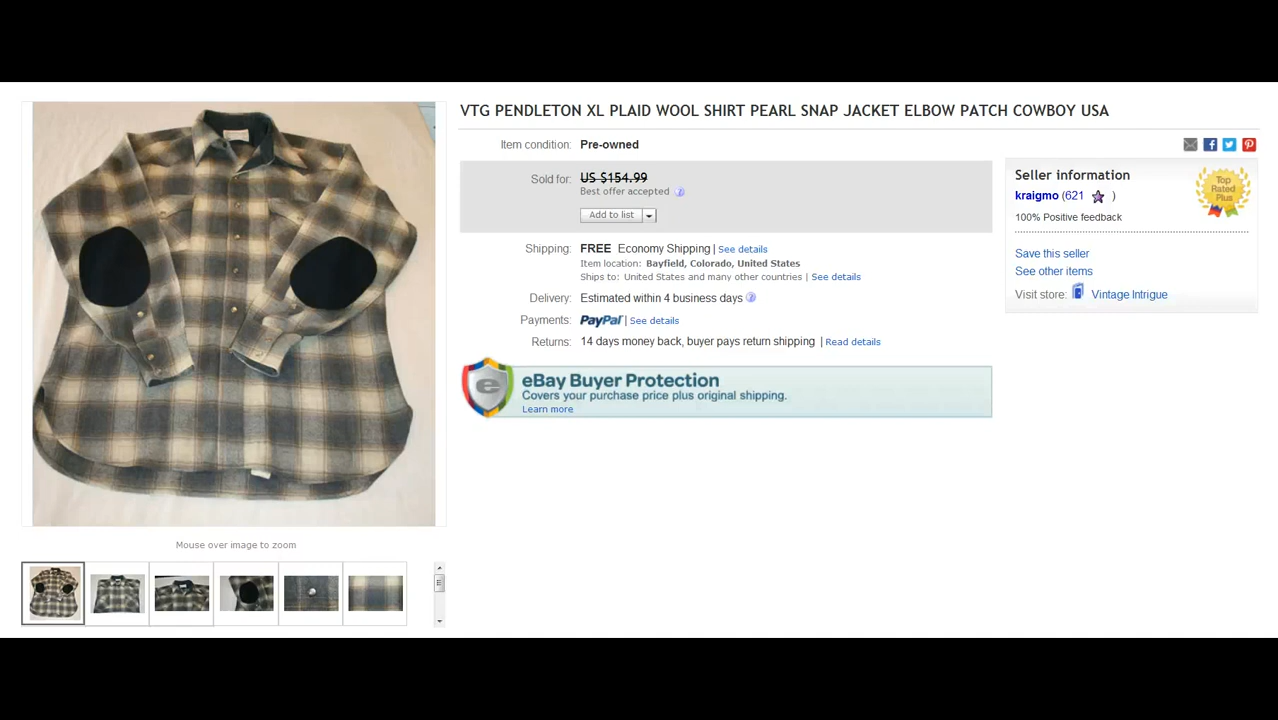 VTG PENDLETON XL PLAID WOOL SHIRT PEARL SNAP JACKET ELBOW PATCH COWBOY USA
Item condition: Pre-owned
Sold for: US $154.99
Best offer accepted
Add to list
Shipping: FREE Economy Shipping | See details
Item location: Bayfield, Colorado, United States
Ships to: United States and many other countries | See details
Delivery: Estimated within 4 business days
Payments: PayPal | See details
Returns: 14 days money back, buyer pays return shipping | Read details
e
eBay Buyer Protection
Covers your purchase price plus original shipping.
Learn more
Seller information
kraigmo (621 )
100% Positive feedback
Top
Rated
Plus
Save this seller
See other items
Visit store: Vintage Intrigue
Mouse over image to zoom